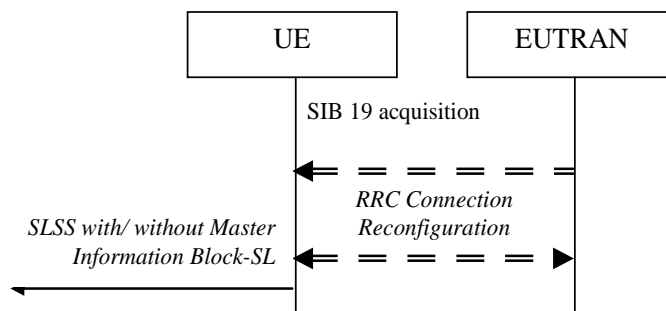 UE
EUTRAN
SIB 19 acquisition
RRC Connection
Reconfiguration
SLSS with/ without Master
Information Block-SL